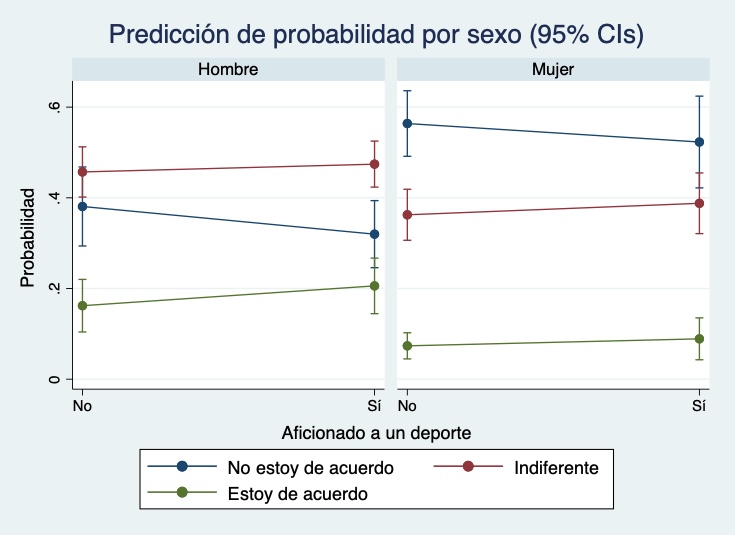 Predicción de probabilidad por sexo (95% CIs)
Hombre
Mujer
Probabilidad
.6
.4
.2
0
No
Sí
No
Sí
Aficionado a un deporte
No estoy de acuerdo
Indiferente
Estoy de acuerdo